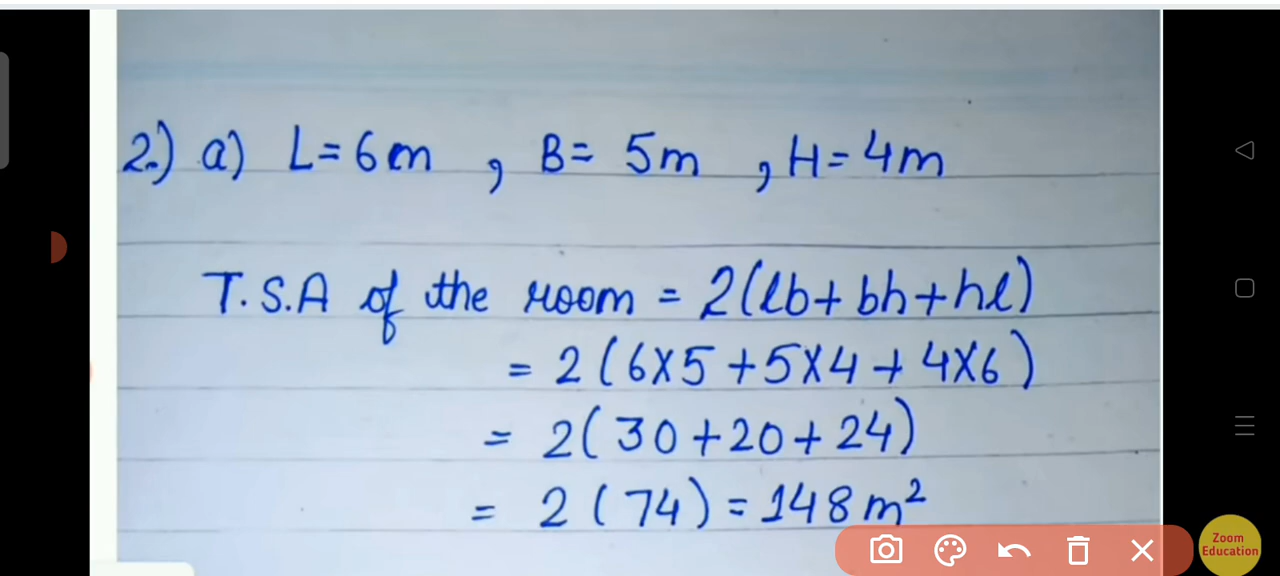 2.) a) L= 6m , B= 5m , H= 4m
T.S.A of the room = 2(lb+ bh+hl)
= 2(6X5 +5X4 + 4X6)
= 2(30+20+24)
= 2(74) = 148 m²
Zoom
Education